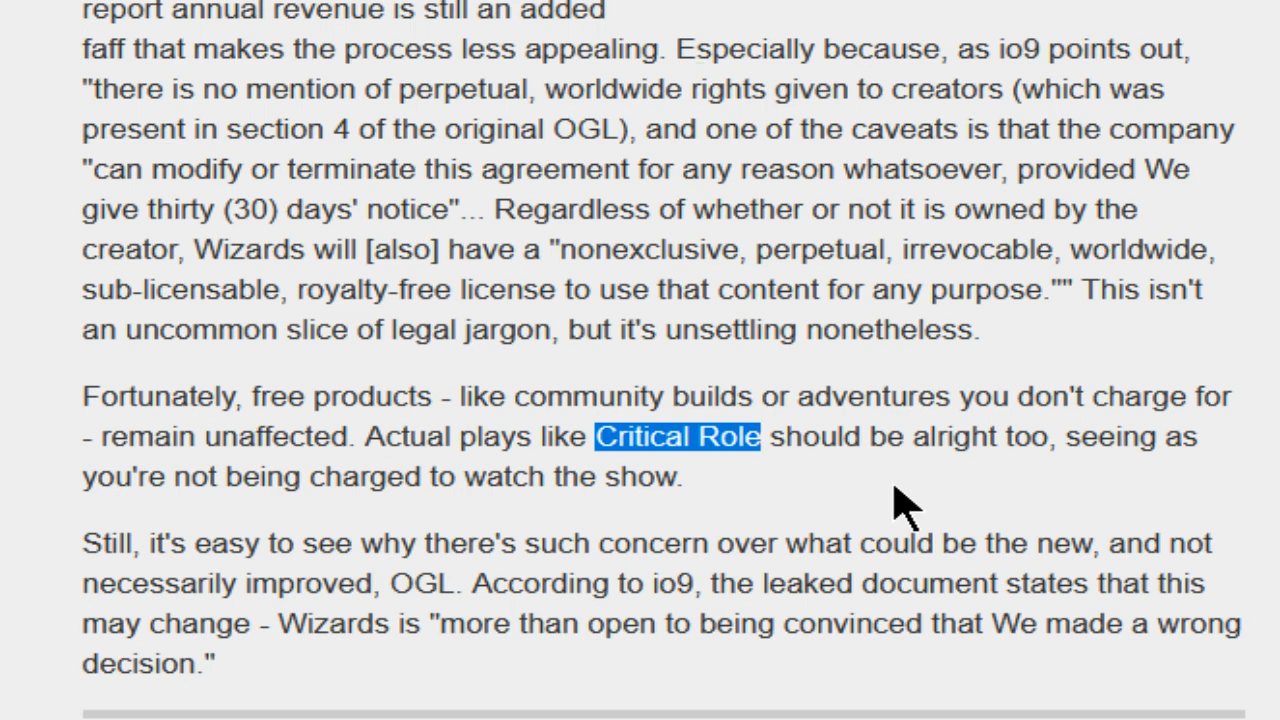 report annual revenue is still an added
faff that makes the process less appealing. Especially because, as io9 points out,
"there is no mention of perpetual, worldwide rights given to creators (which was
present in section 4 of the original OGL), and one of the caveats is that the company
"can modify or terminate this agreement for any reason whatsoever, provided We
give thirty (30) days' notice"... Regardless of whether or not it is owned by the
creator, Wizards will [also] have a "nonexclusive, perpetual, irrevocable, worldwide,
sub-licensable, royalty-free license to use that content for any purpose."" This isn't
an uncommon slice of legal jargon, but it's unsettling nonetheless.
Fortunately, free products - like community builds or adventures you don't charge for
- remain unaffected. Actual plays like Critical Role should be alright too, seeing as
you're not being charged to watch the show.
Still, it's easy to see why there's such concern over what could be the new, and not
necessarily improved, OGL. According to io9, the leaked document states that this
may change - Wizards is "more than open to being convinced that We made a wrong
decision."